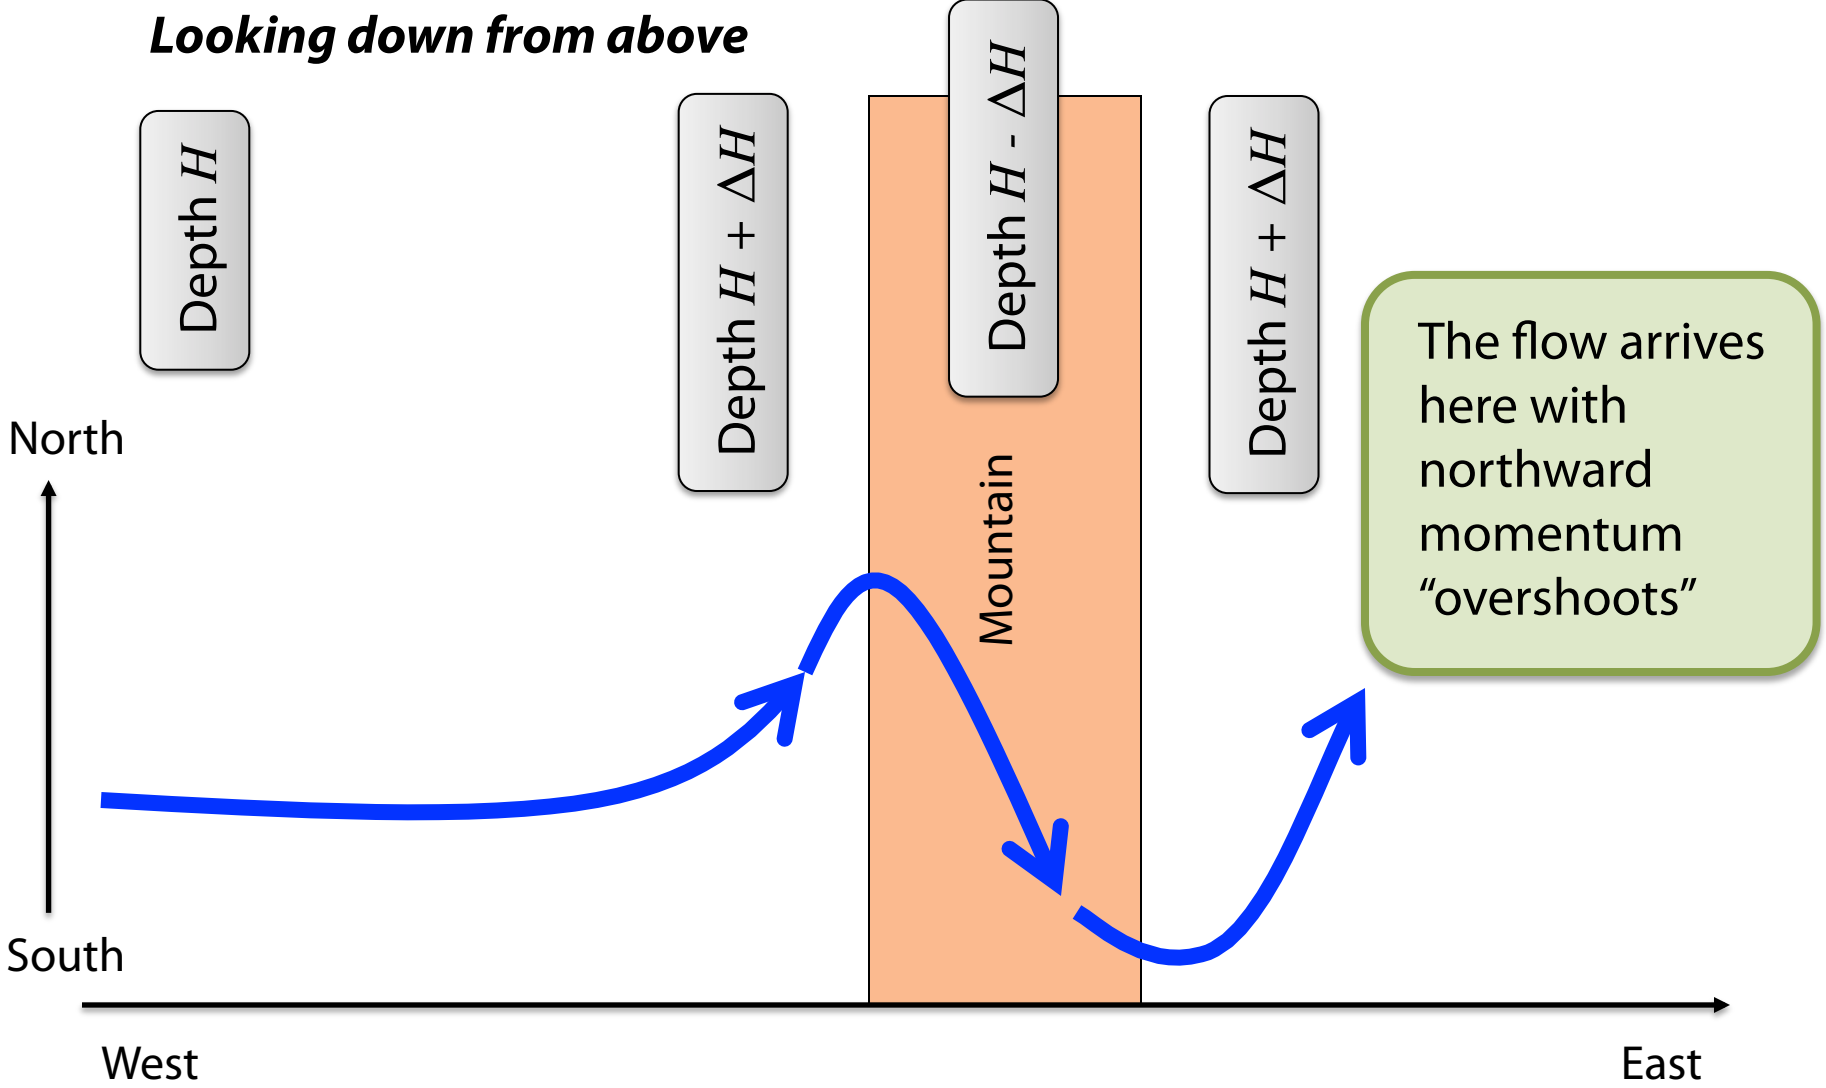 Looking down from above
Depth H
Depth H + ΔH
Depth H - ΔH
Depth H + ΔH
Mountain
The flow arrives
here with
northward
momentum
“overshoots”
North
South
West
East